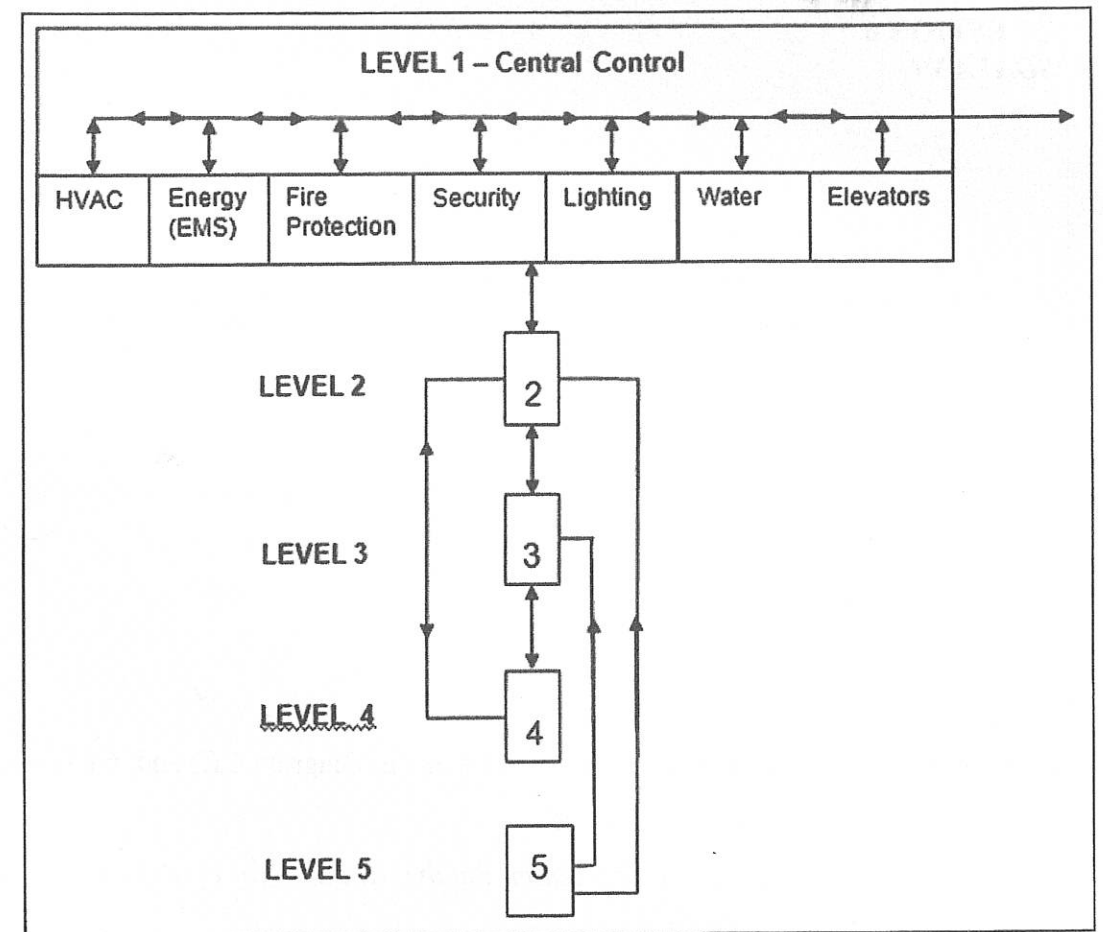 LEVEL 1 – Central Control
HVAC
Energy
(EMS)
Fire
Protection
Security
Lighting
Water
Elevators
LEVEL 2
2
LEVEL 3
3
LEVEL 4
4
LEVEL 5
5